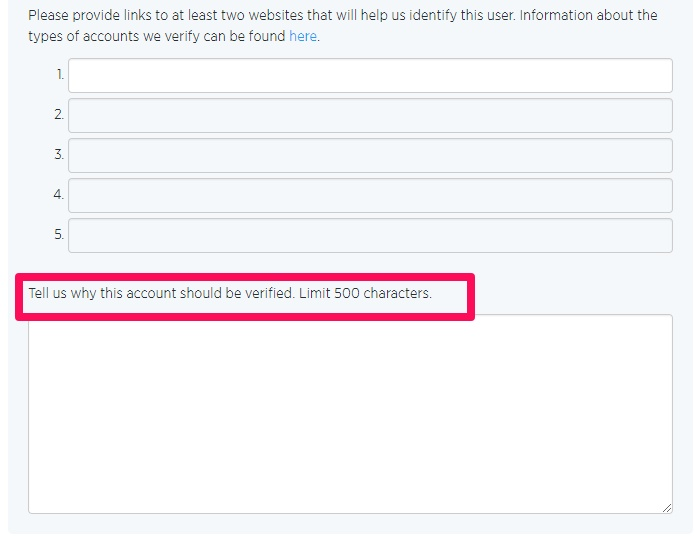 Please provide links to at least two websites that will help us identify this user. Information about the
types of accounts we verify can be found here.
1.
2.
3.
4.
5.
Tell us why this account should be verified. Limit 500 characters.